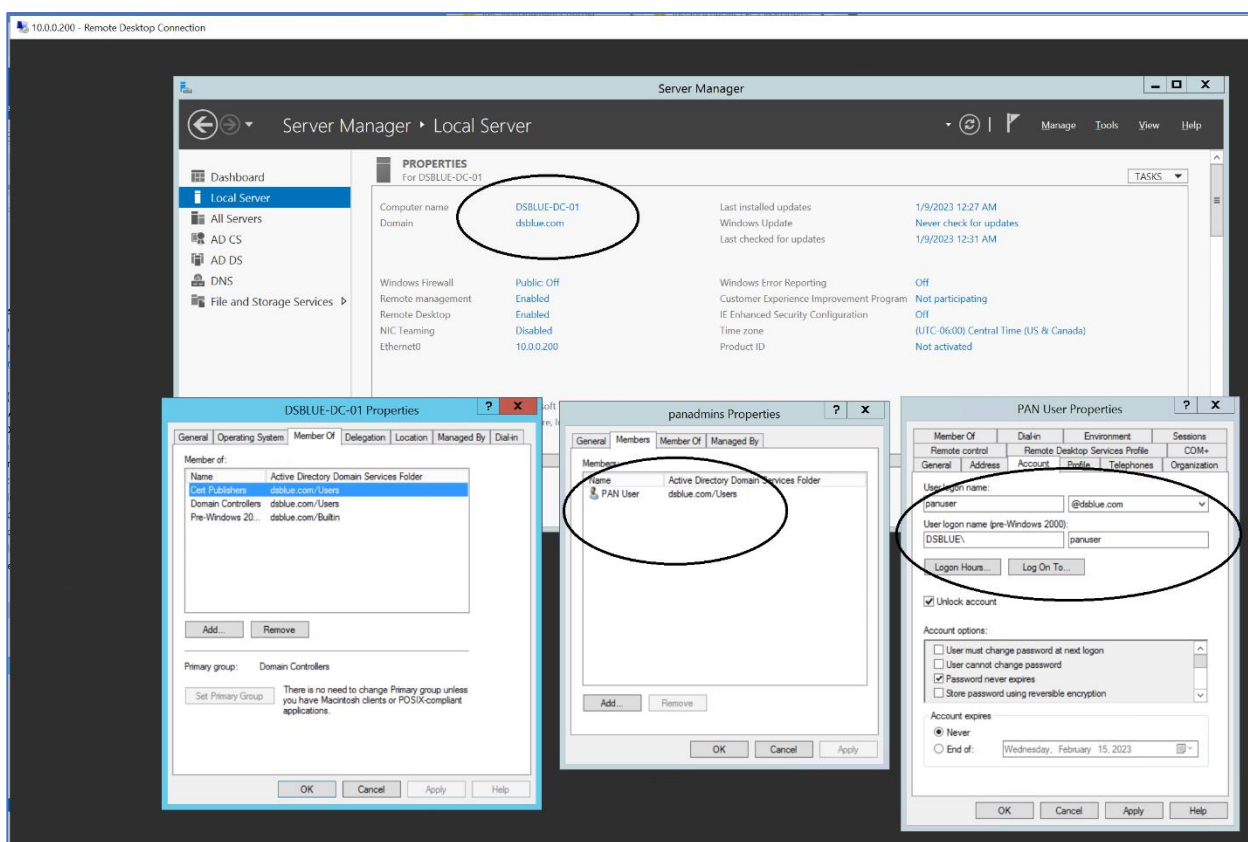 10.0.0.200 - Remote Desktop Connection
Server Manager
Server Manager ‣ Local Server
Manage Tools View Help
Dashboard
Local Server
All Servers
AD CS
AD DS
DNS
File and Storage Services
PROPERTIES
For DSBLUE-DC-01
TASKS
Computer name DSBLUE-DC-01 Last installed updates 1/9/2023 12:27 AM
Domain dsblue.com Windows Update Never check for updates
Last checked for updates 1/9/2023 12:31 AM
Windows Firewall Public: Off Windows Error Reporting Off
Remote management Enabled Customer Experience Improvement Program Not participating
Remote Desktop Enabled IE Enhanced Security Configuration Off
NIC Teaming Disabled Time zone (UTC-06:00) Central Time (US & Canada)
Ethernet0 10.0.0.200 Product ID Not activated
DSBLUE-DC-01 Properties
? X
General Operating System Member Of Delegation Location Managed By Dial-in
Member of:
Name Active Directory Domain Services Folder
Cert Publishers dsblue.com/Users
Domain Controllers dsblue.com/Users
Pre-Windows 20... dsblue.com/Builtin
Add... Remove
Primary group: Domain Controllers
Set Primary Group
There is no need to change Primary group unless
you have Macintosh clients or POSIX-compliant
applications.
OK Cancel Apply Help
panadmins Properties
? X
General Members Member Of Managed By
Members:
Name Active Directory Domain Services Folder
PAN User dsblue.com/Users
Add... Remove
OK Cancel Apply
PAN User Properties
? X
Member Of Dial-in Environment Sessions
Remote control Remote Desktop Services Profile COM+
General Address Account Profile Telephones Organization
User logon name:
panuser @dsblue.com
User logon name (pre-Windows 2000):
DSBLUE\ panuser
Logon Hours... Log On To...
Unlock account
Account options:
User must change password at next logon
User cannot change password
Password never expires
Store password using reversible encryption
Account expires
Never
End of: Wednesday, February 15, 2023
OK Cancel Apply Help